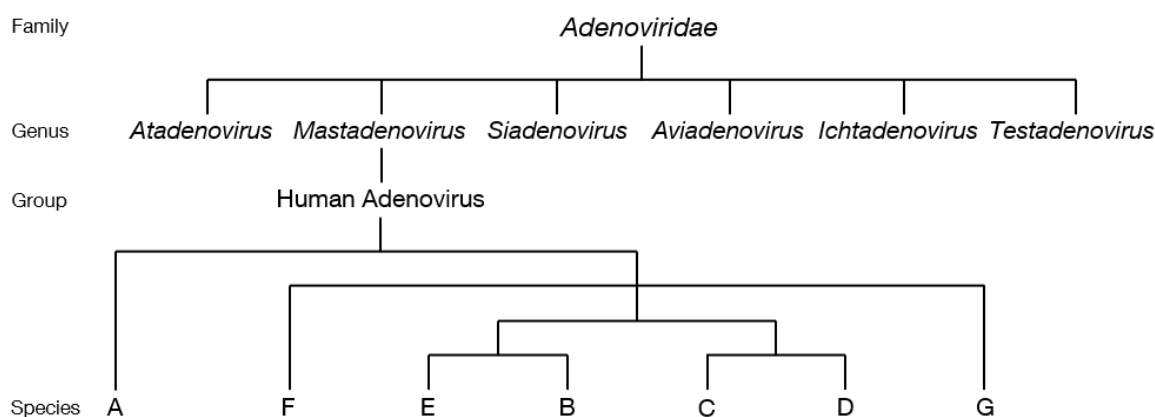 Family Adenoviridae
Genus Atadenovirus Mastadenovirus Siadenovirus Aviadenovirus Ichtadenovirus Testadenovirus
Group Human Adenovirus
Species A F E B C D G